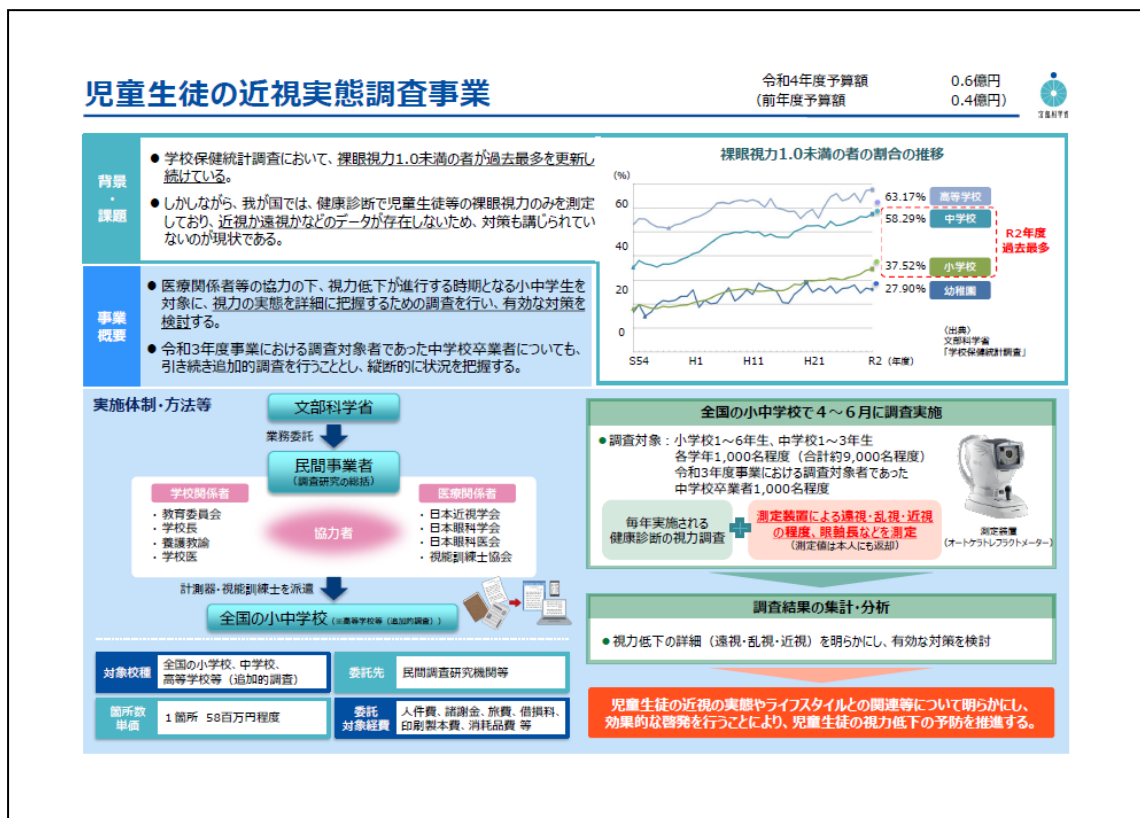 児童生徒の近視実態調査事業
令和4年度予算額 0.6億円
(前年度予算額 0.4億円)
文部科学省
背景
・
課題
● 学校保健統計調査において、裸眼視力1.0未満の者が過去最多を更新し
続けている。
● しかしながら、我が国では、健康診断で児童生徒等の裸眼視力のみを測定
しており、近視か遠視かなどのデータが存在しないため、対策も講じられてい
ないのが現状である。
事業
概要
● 医療関係者等の協力の下、視力低下が進行する時期となる小中学生を
対象に、視力の実態を詳細に把握するための調査を行い、有効な対策を
検討する。
● 令和3年度事業における調査対象者であった中学校卒業者についても、
引き続き追加的調査を行うこととし、縦断的に状況を把握する。
裸眼視力1.0未満の者の割合の推移
(%)
60
40
20
0
S54 H1 H11 H21 R2 (年度)
63.17% 高等学校
58.29% 中学校
37.52% 小学校
27.90% 幼稚園
R2年度
過去最多
(出典)
文部科学省
「学校保健統計調査」
実施体制・方法等
文部科学省
業務委託
民間事業者
(調査研究の総括)
学校関係者
・教育委員会
・学校長
・養護教諭
・学校医
協力者
医療関係者
・日本近視学会
・日本眼科学会
・日本眼科医会
・視能訓練士協会
計測器・視能訓練士を派遣
全国の小中学校 (※高等学校等(追加的調査))
対象校種
全国の小学校、中学校、
高等学校等(追加的調査)
委託先
民間調査研究機関等
箇所数
単価
1箇所 58百万円程度
委託
対象経費
人件費、諸謝金、旅費、借損料、
印刷製本費、消耗品費 等
全国の小中学校で4~6月に調査実施
● 調査対象:小学校1~6年生、中学校1~3年生
各学年1,000名程度(合計約9,000名程度)
令和3年度事業における調査対象者であった
中学校卒業者1,000名程度
毎年実施される
健康診断の視力調査
測定装置による遠視・乱視・近視
の程度、眼軸長などを測定
(測定値は本人にも返却)
測定装置
(オートケラトレフラクトメーター)
調査結果の集計・分析
● 視力低下の詳細(遠視・乱視・近視)を明らかにし、有効な対策を検討
児童生徒の近視の実態やライフスタイルとの関連等について明らかにし、
効果的な啓発を行うことにより、児童生徒の視力低下の予防を推進する。